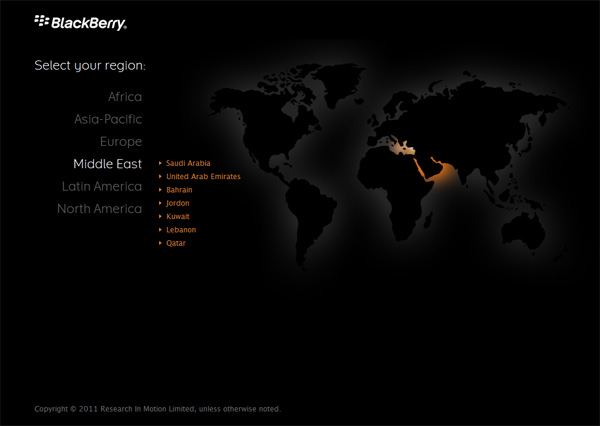 BlackBerry®
Select your region:
Africa
Asia-Pacific
Europe
Middle East
Latin America
North America
Saudi Arabia
United Arab Emirates
Bahrain
Jordon
Kuwait
Lebanon
Qatar
Copyright © 2011 Research In Motion Limited, unless otherwise noted.